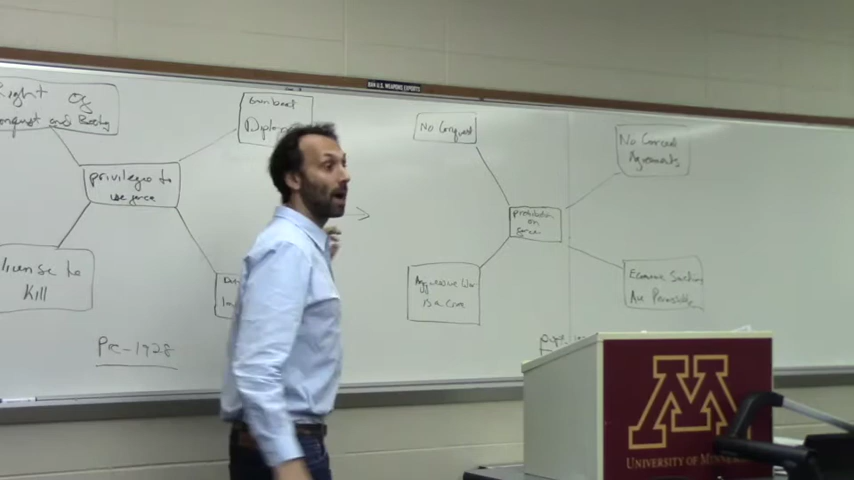 Right of
Conquest and Booty
Gunboat
No Conquest
No Coerced
Agreements
privilege to
use force
prohibition
on
force
License to
Kill
Aggressive War
is a crime
Economic Sanctions
Are Permissible
Pre-1928
M
UNIVERSITY OF MINNESOTA